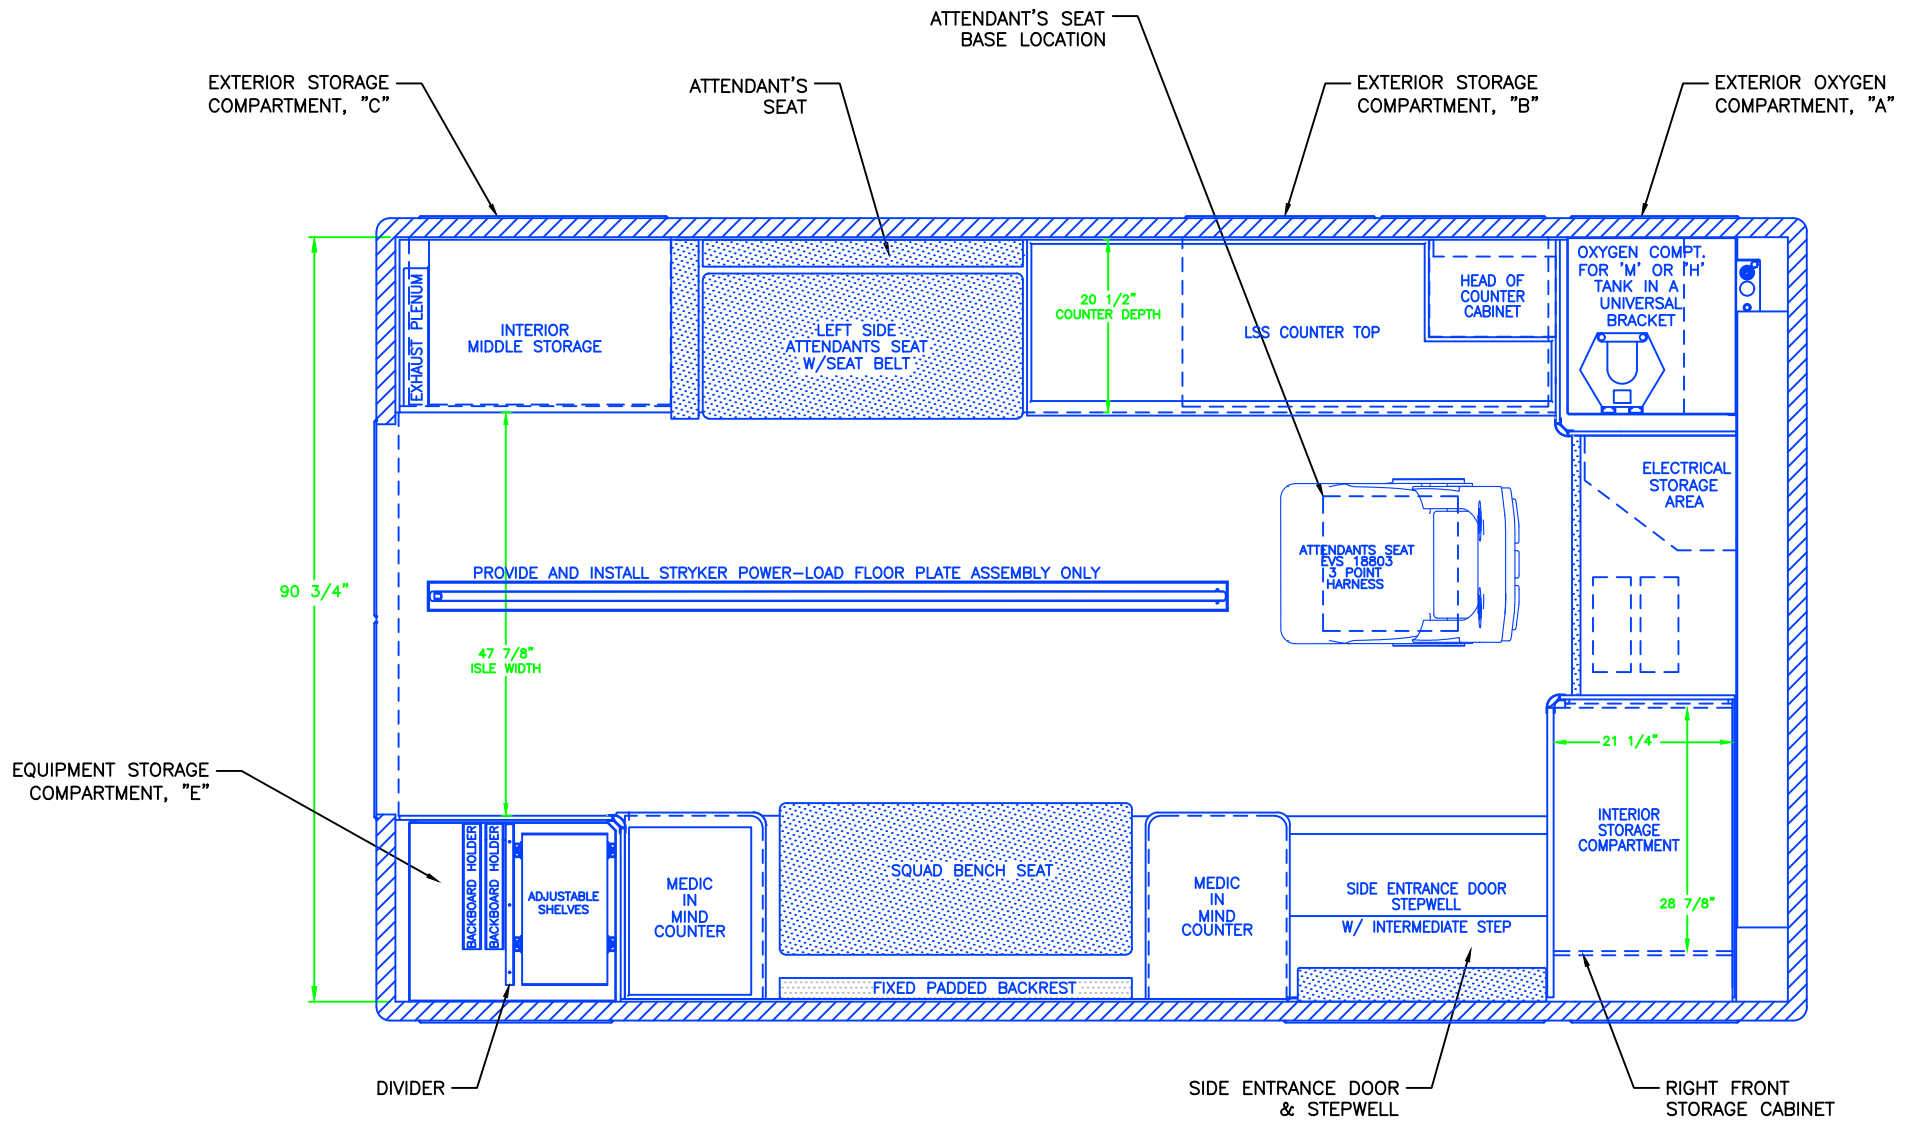 ATTENDANT'S SEAT
BASE LOCATION
EXTERIOR STORAGE
COMPARTMENT, "C"
ATTENDANT'S
SEAT
EXTERIOR STORAGE
COMPARTMENT, "B"
EXTERIOR OXYGEN
COMPARTMENT, "A"
EXHAUST PLENUM
INTERIOR
MIDDLE STORAGE
LEFT SIDE
ATTENDANTS SEAT
W/SEAT BELT
20 1/2"
COUNTER DEPTH
LSS COUNTER TOP
HEAD OF
COUNTER
CABINET
OXYGEN COMPT.
FOR 'M' OR 'H'
TANK IN A
UNIVERSAL
BRACKET
ELECTRICAL
STORAGE
AREA
ATTENDANTS SEAT
EVS 18803
3 POINT
HARNESS
PROVIDE AND INSTALL STRYKER POWER-LOAD FLOOR PLATE ASSEMBLY ONLY
90 3/4"
47 7/8"
ISLE WIDTH
21 1/4"
EQUIPMENT STORAGE
COMPARTMENT, "E"
BACKBOARD HOLDER
BACKBOARD HOLDER
ADJUSTABLE
SHELVES
MEDIC
IN
MIND
COUNTER
SQUAD BENCH SEAT
FIXED PADDED BACKREST
MEDIC
IN
MIND
COUNTER
SIDE ENTRANCE DOOR
STEPWELL
W/ INTERMEDIATE STEP
INTERIOR
STORAGE
COMPARTMENT
28 7/8"
DIVIDER
SIDE ENTRANCE DOOR
& STEPWELL
RIGHT FRONT
STORAGE CABINET